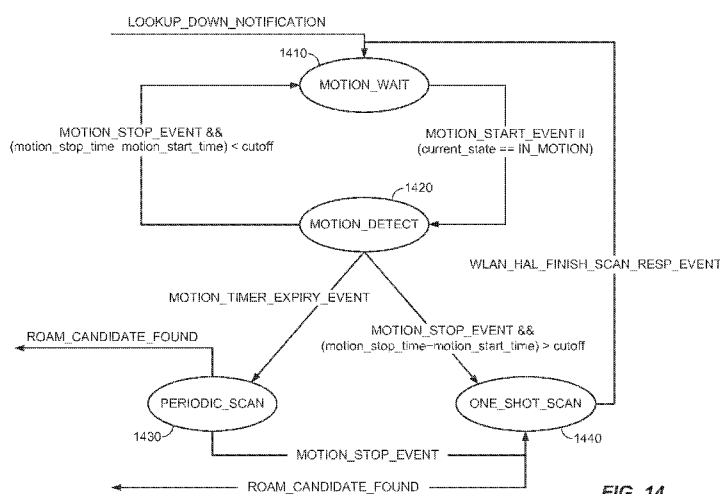 LOOKUP_DOWN_NOTIFICATION
1410
MOTION_WAIT
MOTION_STOP_EVENT &&
(motion_stop_time motion_start_time) < cutoff
MOTION_START_EVENT ||
(current_state == IN_MOTION)
1420
MOTION_DETECT
WLAN_HAL_FINISH_SCAN_RESP_EVENT
MOTION_TIMER_EXPIRY_EVENT
MOTION_STOP_EVENT &&
(motion_stop_time−motion_start_time) > cutoff
ROAM_CANDIDATE_FOUND
PERIODIC_SCAN
ONE_SHOT_SCAN
1430
1440
MOTION_STOP_EVENT
ROAM_CANDIDATE_FOUND
FIG. 14